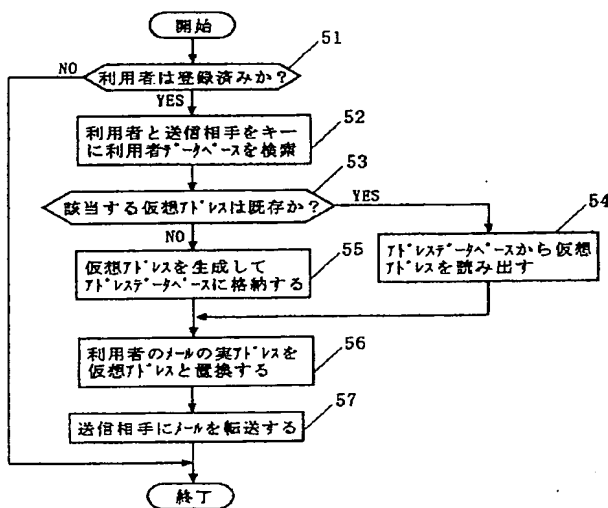 開始
51
利用者は登録済みか?
NO
YES
52
利用者と送信相手をキー
に利用者データベースを検索
53
該当する仮想アドレスは既存か?
YES
54
NO
仮想アドレスを生成して
アドレスデータベースに格納する
55
アドレスデータベースから仮想
アドレスを読み出す
56
利用者のメールの実アドレスを
仮想アドレスと置換する
57
送信相手にメールを転送する
終了